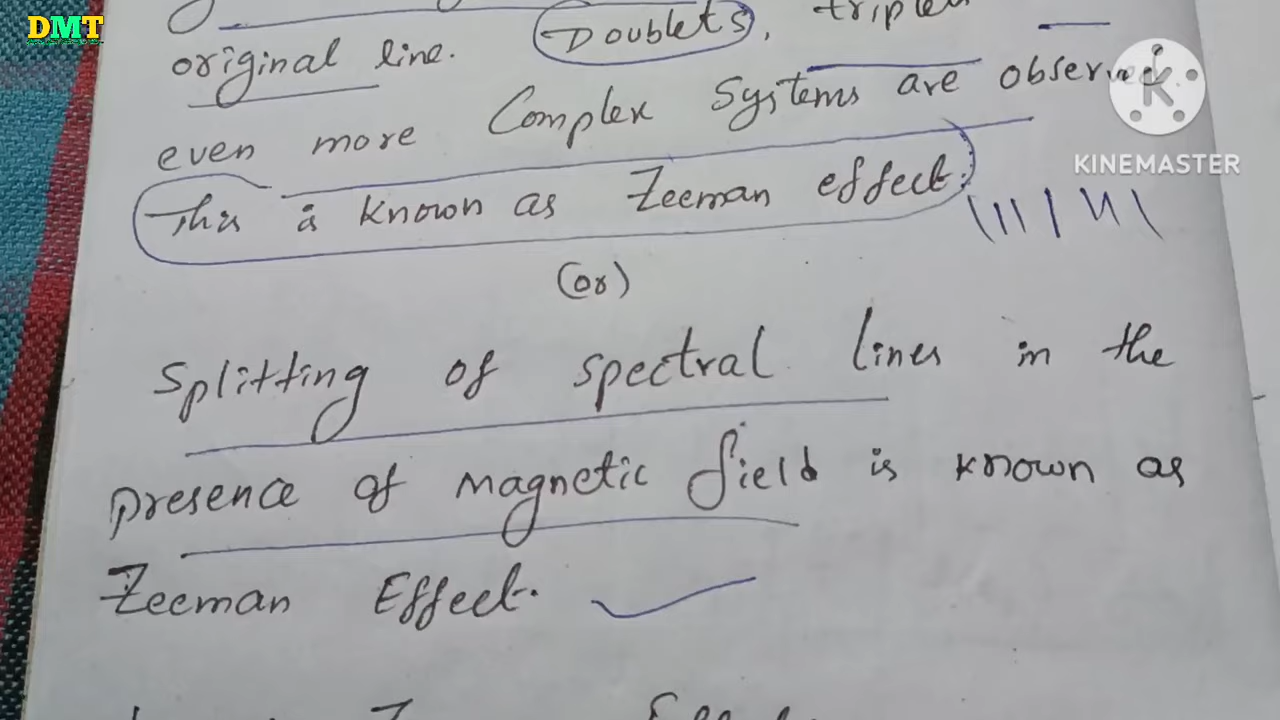 DMT
original line. Doublets, triplet
even more Complex Systems are observed.
KINEMASTER
This is known as Zeeman effect.
(or)
Splitting of spectral lines in the
presence of magnetic field is known as
Zeeman Effect.